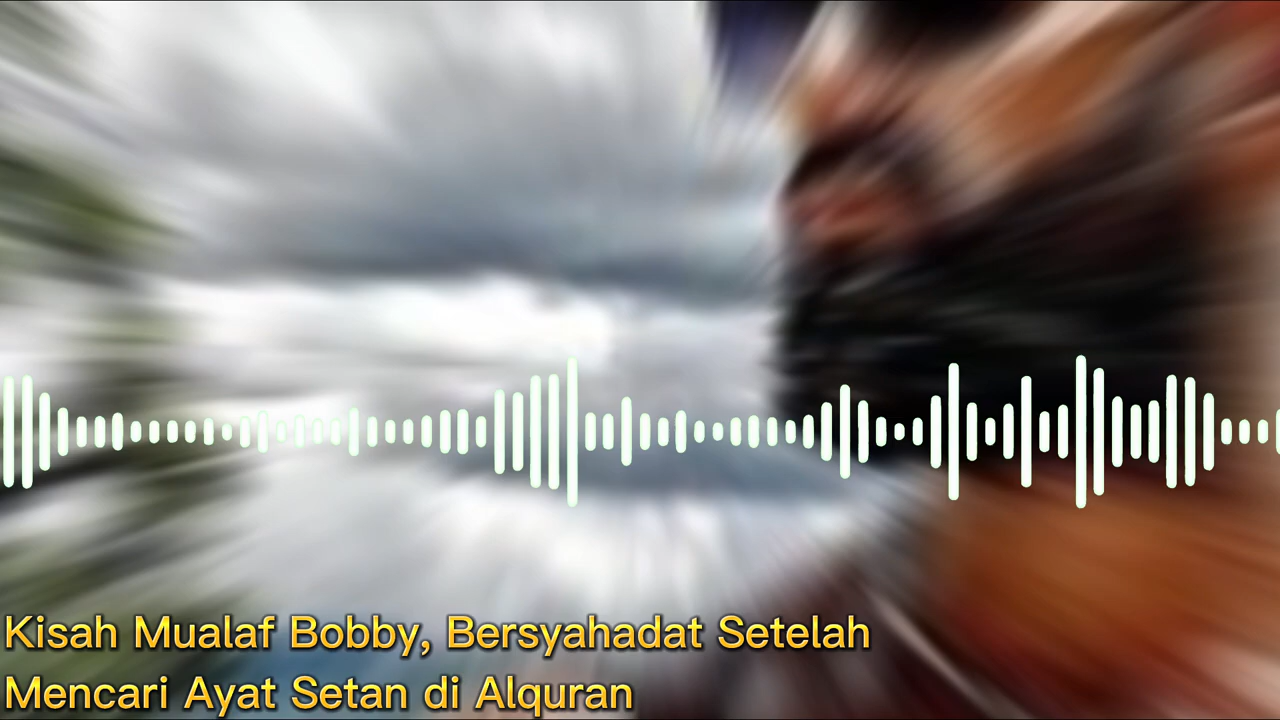 Kisah Mualaf Bobby, Bersyahadat Setelah
Mencari Ayat Setan di Alquran